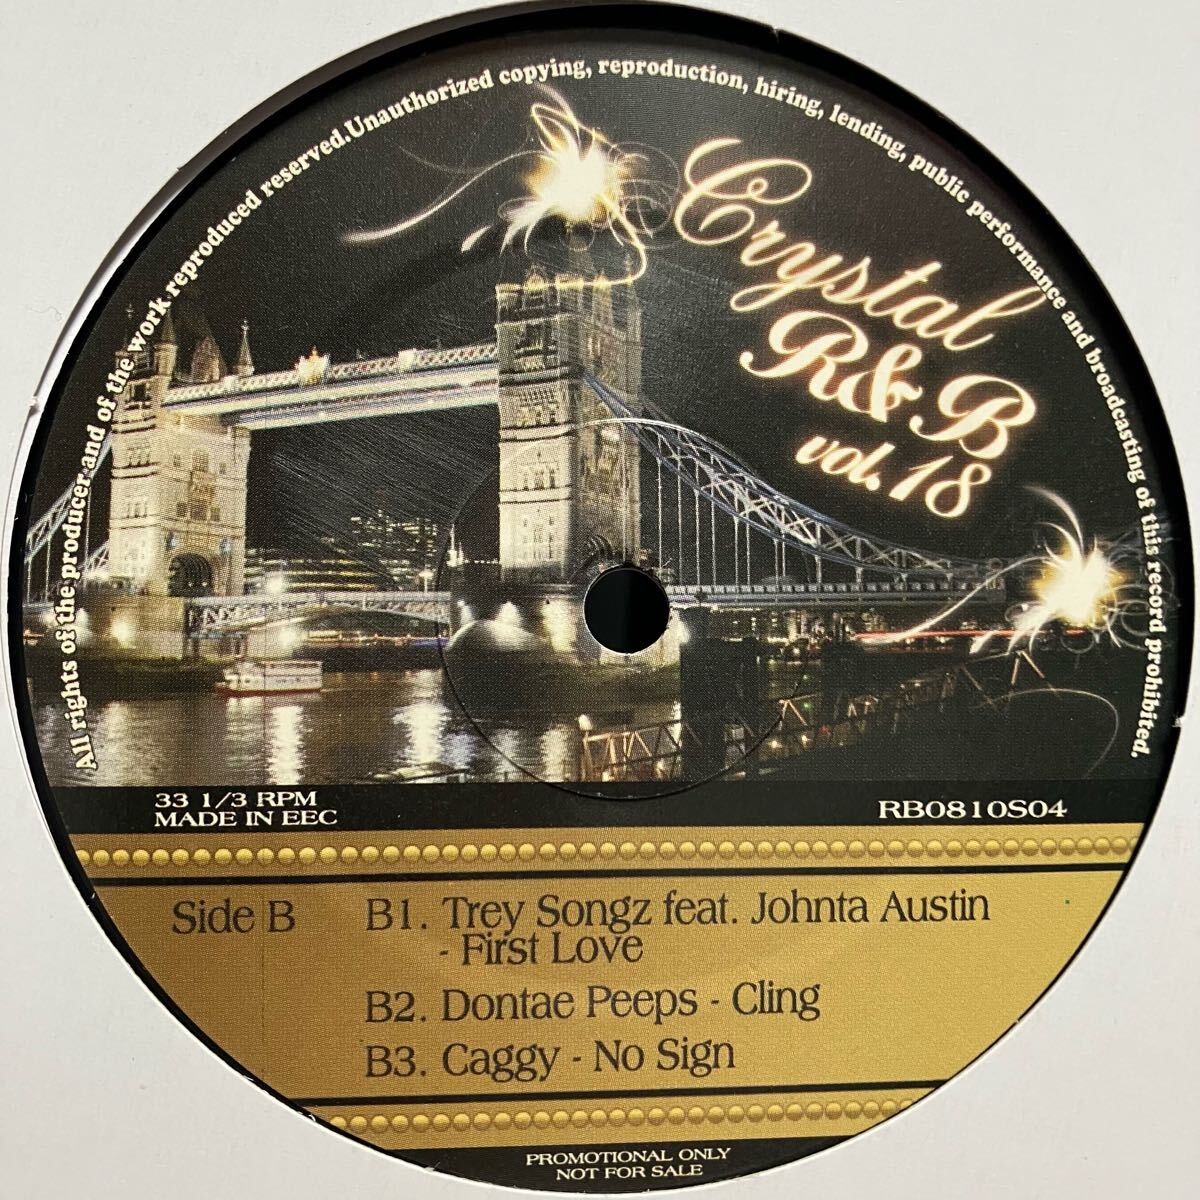 All rights of the producer and of the work reproduced reserved.Unauthorized copying, reproduction, hiring, lending, public performance and broadcasting of this record prohibited.
Crystal
R&B
vol.18
33 1/3 RPM
MADE IN EEC
RB0810S04
Side B
B1. Trey Songz feat. Johnta Austin
- First Love
B2. Dontae Peeps - Cling
B3. Caggy - No Sign
PROMOTIONAL ONLY
NOT FOR SALE